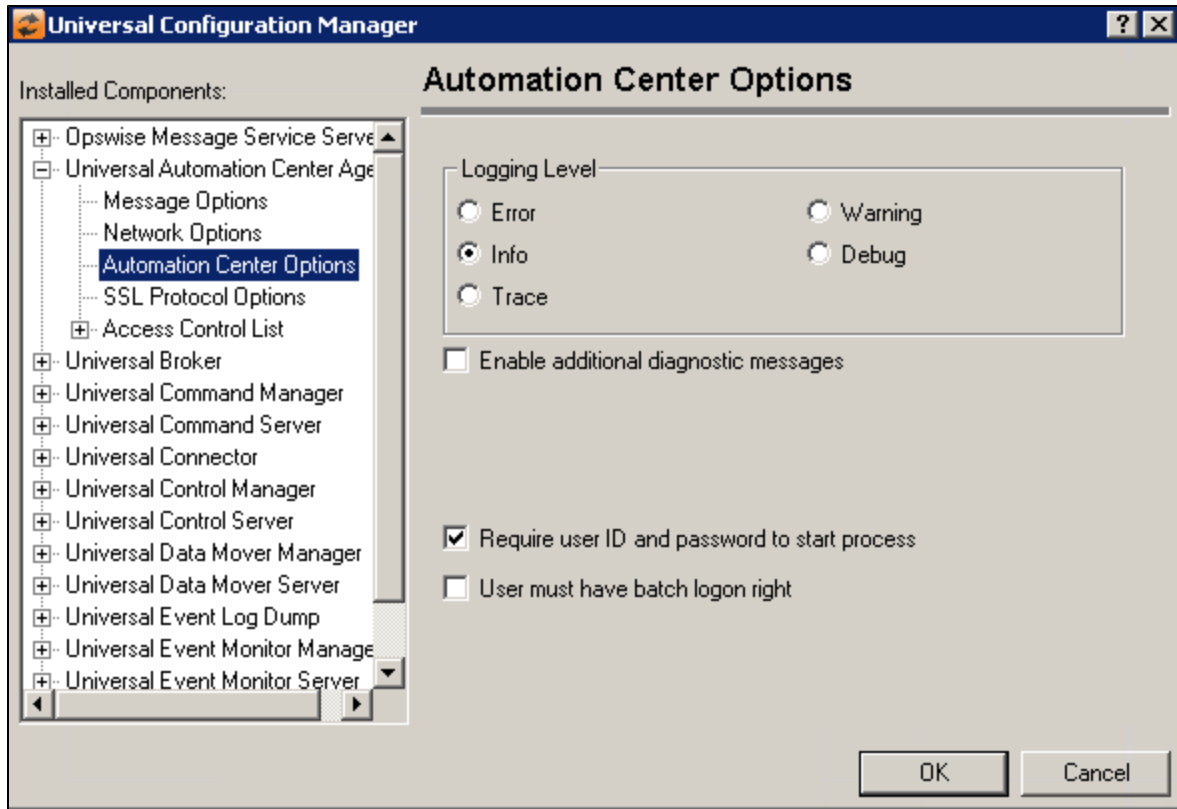 Universal Configuration Manager
Installed Components:
Opswise Message Service Serve
Universal Automation Center Age
Message Options
Network Options
Automation Center Options
SSL Protocol Options
Access Control List
Universal Broker
Universal Command Manager
Universal Command Server
Universal Connector
Universal Control Manager
Universal Control Server
Universal Data Mover Manager
Universal Data Mover Server
Universal Event Log Dump
Universal Event Monitor Manage
Universal Event Monitor Server
Automation Center Options
Logging Level
Error
Warning
Info
Debug
Trace
Enable additional diagnostic messages
Require user ID and password to start process
User must have batch logon right
OK
Cancel